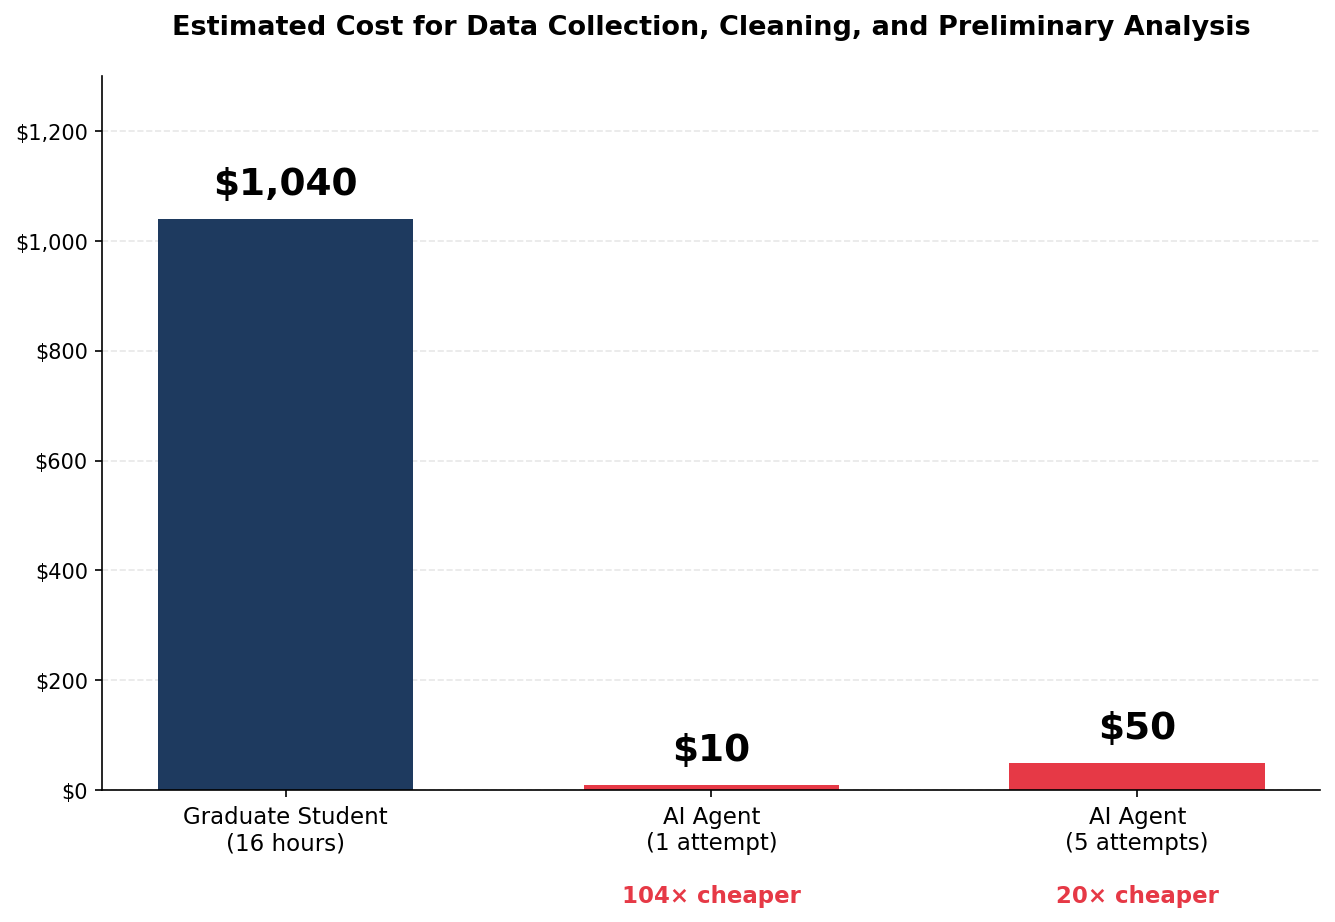 Estimated Cost for Data Collection, Cleaning, and Preliminary Analysis
$1,200
$1,000
$800
$600
$400
$200
$0
$1,040
$10
$50
Graduate Student
(16 hours)
AI Agent
(1 attempt)
AI Agent
(5 attempts)
104× cheaper
20× cheaper